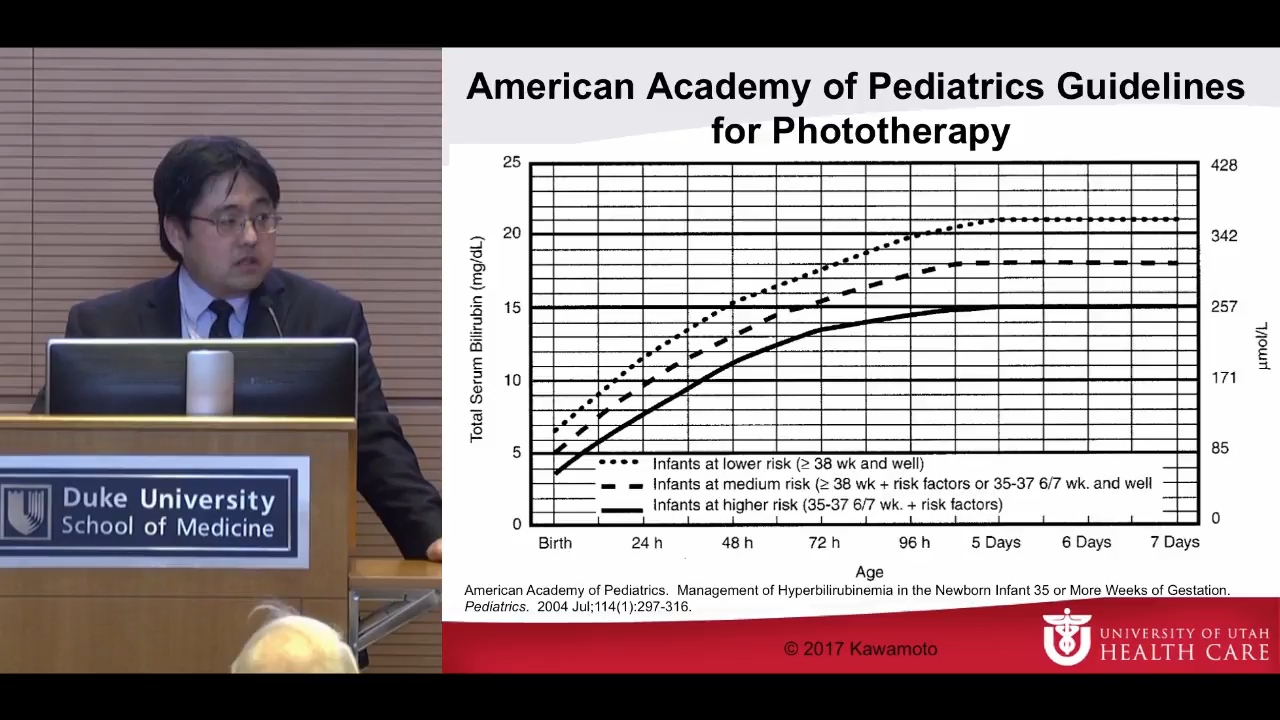 American Academy of Pediatrics Guidelines
for Phototherapy
25
20
15
10
5
0
Total Serum Bilirubin (mg/dL)
428
342
257
171
85
0
µmol/L
Infants at lower risk (≥ 38 wk and well)
Infants at medium risk (≥ 38 wk + risk factors or 35-37 6/7 wk. and well
Infants at higher risk (35-37 6/7 wk. + risk factors)
Birth 24 h 48 h 72 h 96 h 5 Days 6 Days 7 Days
Age
American Academy of Pediatrics. Management of Hyperbilirubinemia in the Newborn Infant 35 or More Weeks of Gestation.
Pediatrics. 2004 Jul;114(1):297-316.
© 2017 Kawamoto
UNIVERSITY OF UTAH
HEALTH CARE
Duke University
School of Medicine